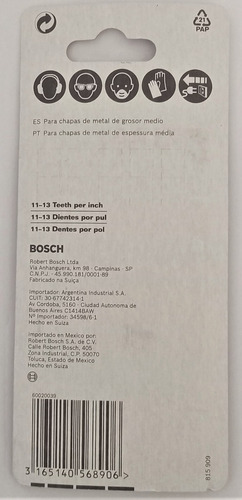 21
PAP
ES Para chapas de metal de grosor medio
PT Para chapas de metal de espessura média
11–13 Teeth per inch
11–13 Dientes por pul
11–13 Dentes por pol
BOSCH
Robert Bosch Ltda
Via Anhanguera, km 98 - Campinas - SP
C.N.P.J - 45.990.181/0001-89
Fabricado na Suiça
Importador: Argentina Industrial S.A.
CUIT: 30-67742314-1
Av Cordoba, 5160 - Ciudad Autonoma de
Buenos Aires C1414BAW
Nº Importador: 34598/6-1
Hecho en Suiza
Importado en Mexico por:
Robert Bosch S.A. de C.V.
Calle Robert Bosch, 405
Zona Industrial, C.P. 50070
Toluca, Estado de Mexico
Hecho en Suiza
60020039
3 165140 568906 >
815 909